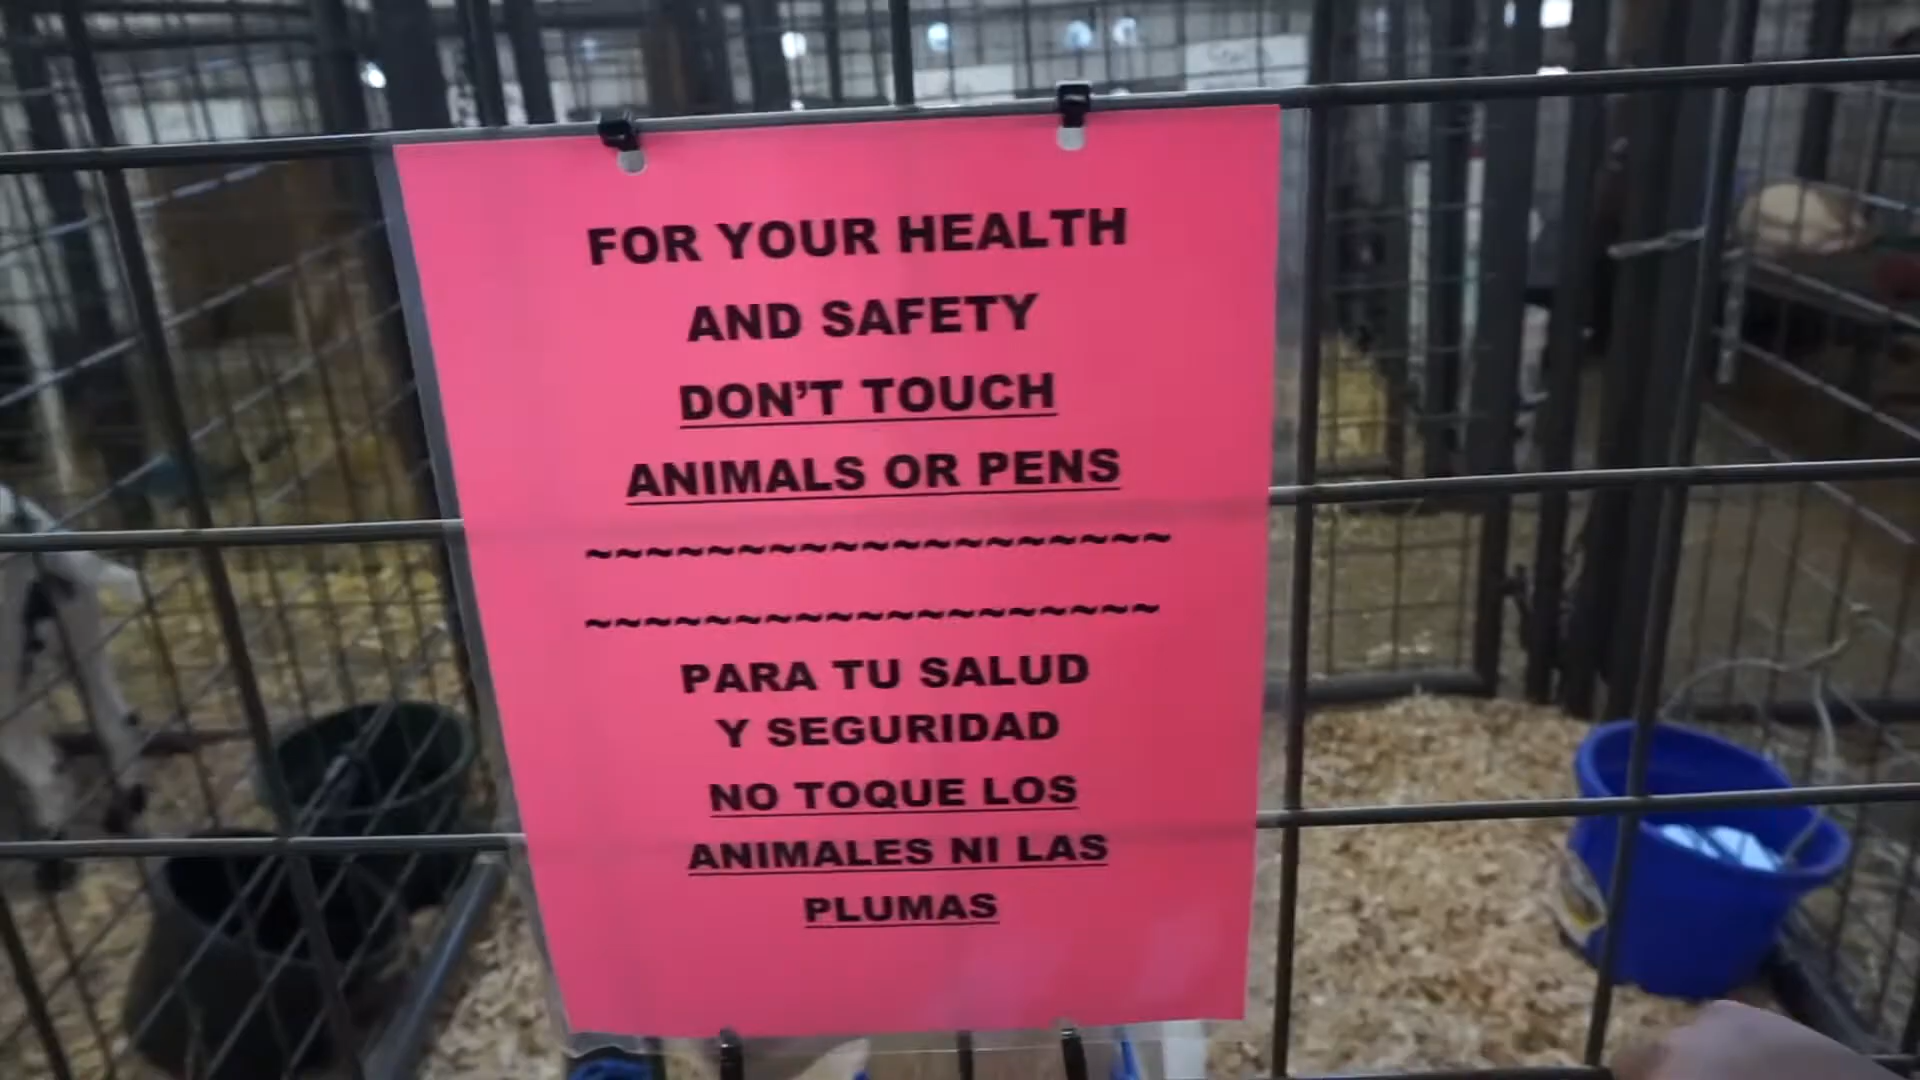 FOR YOUR HEALTH
AND SAFETY
DON'T TOUCH
ANIMALS OR PENS
~~~~~~~~~~~~~~~~~~~
~~~~~~~~~~~~~~~~~~~
PARA TU SALUD
Y SEGURIDAD
NO TOQUE LOS
ANIMALES NI LAS
PLUMAS